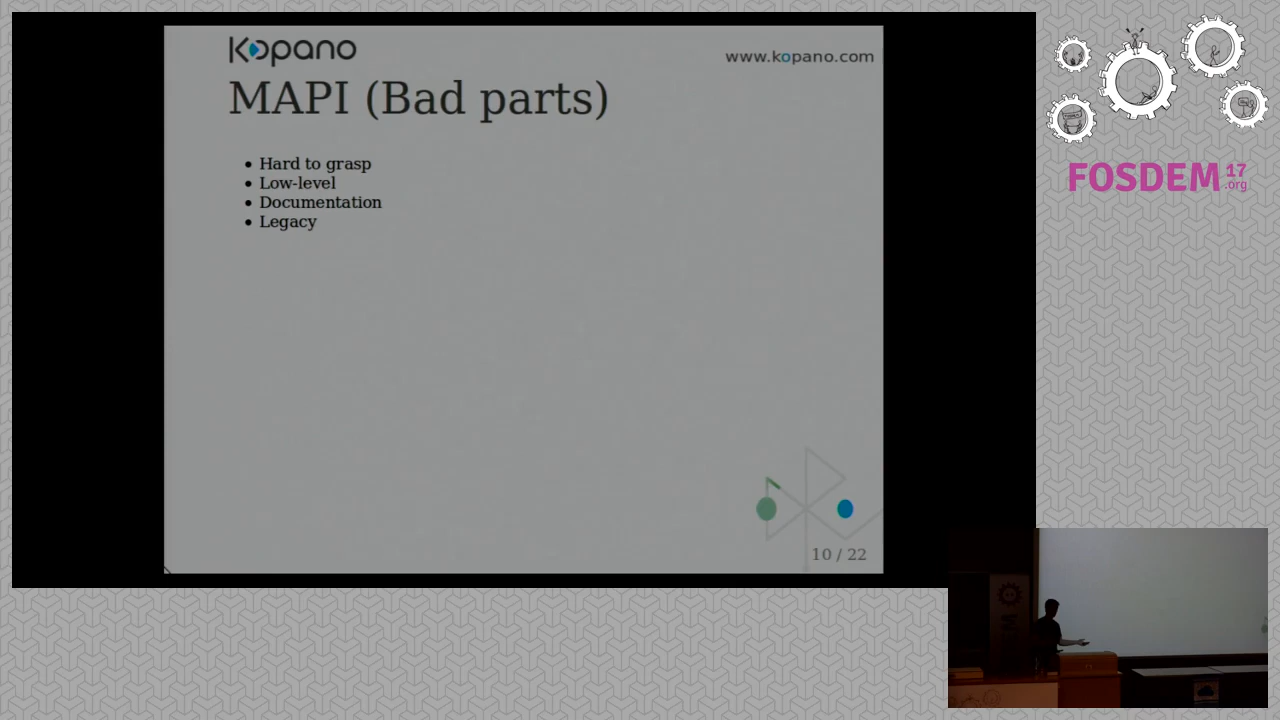 Kopano
www.kopano.com
MAPI (Bad parts)
Hard to grasp
Low-level
Documentation
Legacy
10 / 22
FOSDEM 17
.org